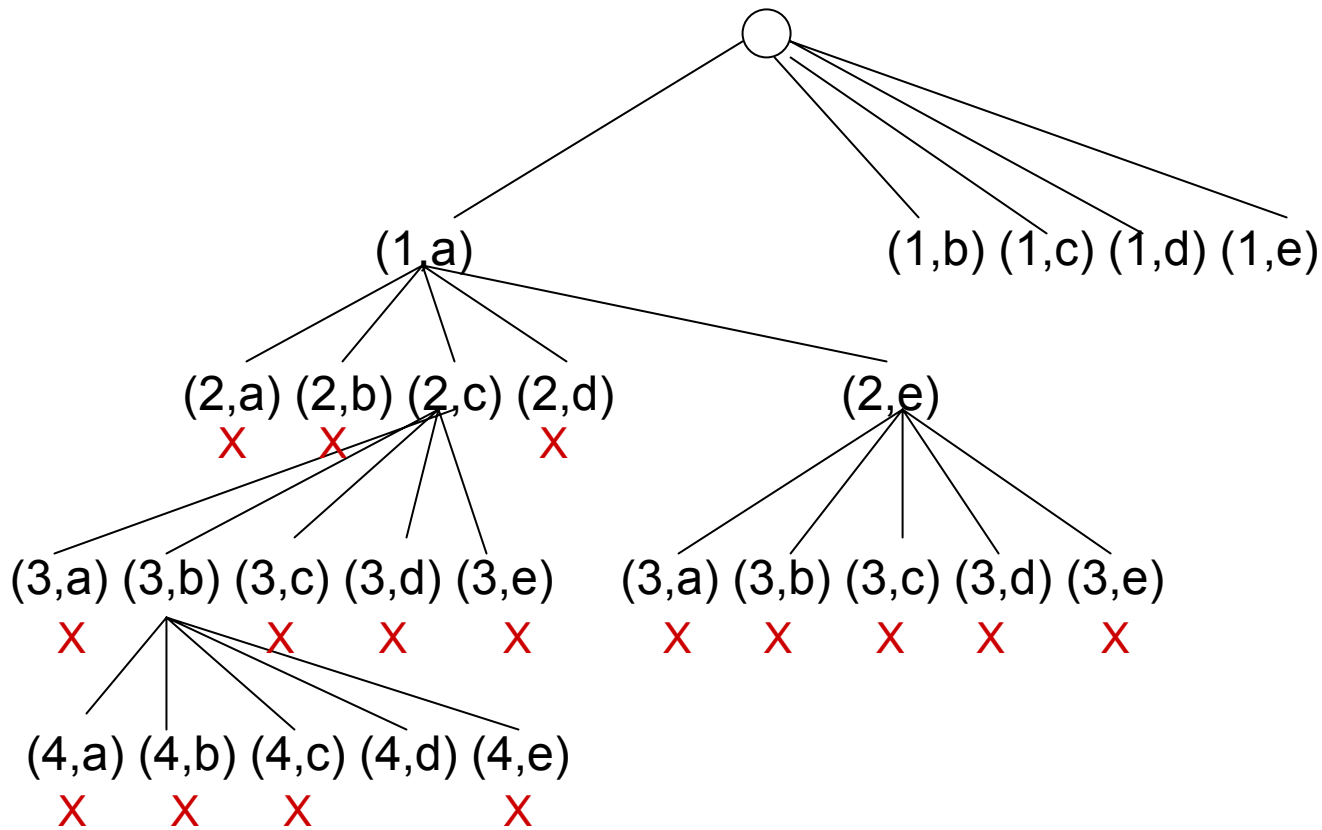 (1,a) (1,b) (1,c) (1,d) (1,e)
(2,a) (2,b) (2,c) (2,d) (2,e)
X X X
(3,a) (3,b) (3,c) (3,d) (3,e) (3,a) (3,b) (3,c) (3,d) (3,e)
X X X X X X X X X
(4,a) (4,b) (4,c) (4,d) (4,e)
X X X X